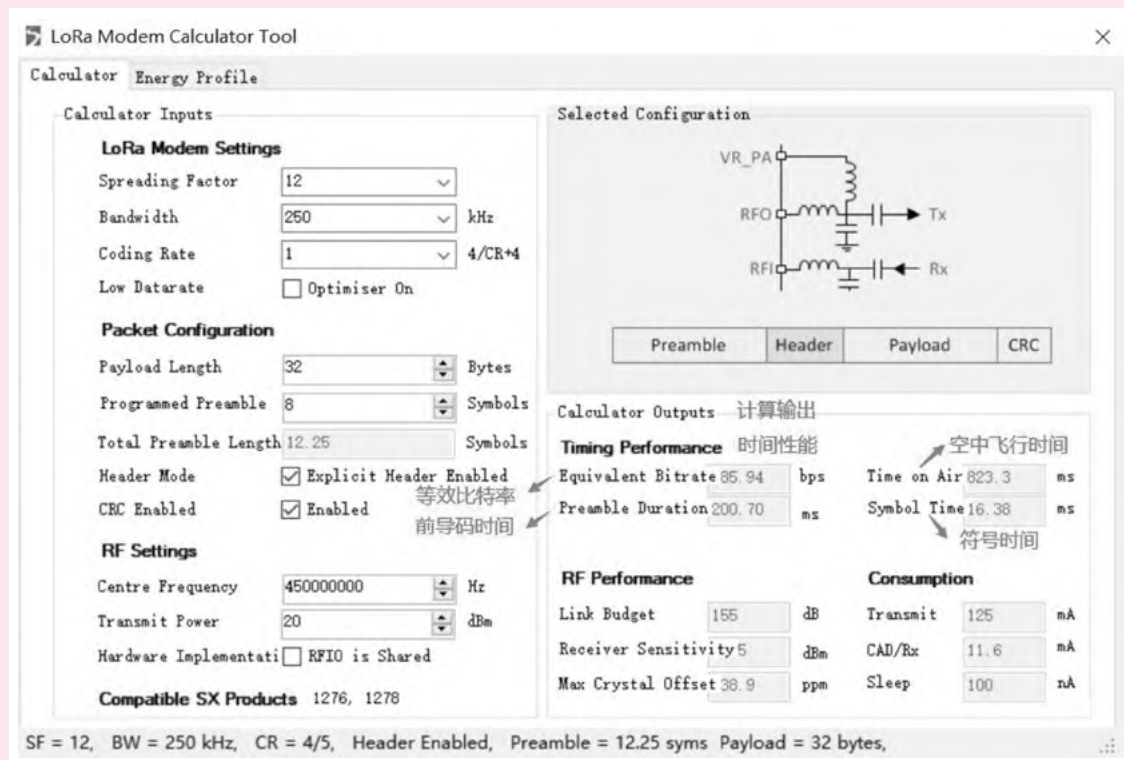 LoRa Modem Calculator Tool
Calculator Energy Profile
Calculator Inputs
LoRa Modem Settings
Spreading Factor 12
Bandwidth 250 kHz
Coding Rate 1 4/CR+4
Low Datarate Optimiser On
Packet Configuration
Payload Length 32 Bytes
Programmed Preamble 8 Symbols
Total Preamble Length 12.25 Symbols
Header Mode Explicit Header Enabled
CRC Enabled Enabled
RF Settings
Centre Frequency 450000000 Hz
Transmit Power 20 dBm
Hardware Implementati RFIO is Shared
Compatible SX Products 1276, 1278
Selected Configuration
VR_PA
RFO Tx
RFI Rx
Preamble Header Payload CRC
Calculator Outputs 计算输出
Timing Performance 时间性能 空中飞行时间
Equivalent Bitrate 85.94 bps Time on Air 823.3 ms
等效比特率
Preamble Duration 200.70 ms Symbol Time 16.38 ms
前导码时间 符号时间
RF Performance Consumption
Link Budget 155 dB Transmit 125 mA
Receiver Sensitivity 5 dBm CAD/Rx 11.6 mA
Max Crystal Offset 38.9 ppm Sleep 100 nA
SF = 12, BW = 250 kHz, CR = 4/5, Header Enabled, Preamble = 12.25 syms Payload = 32 bytes,